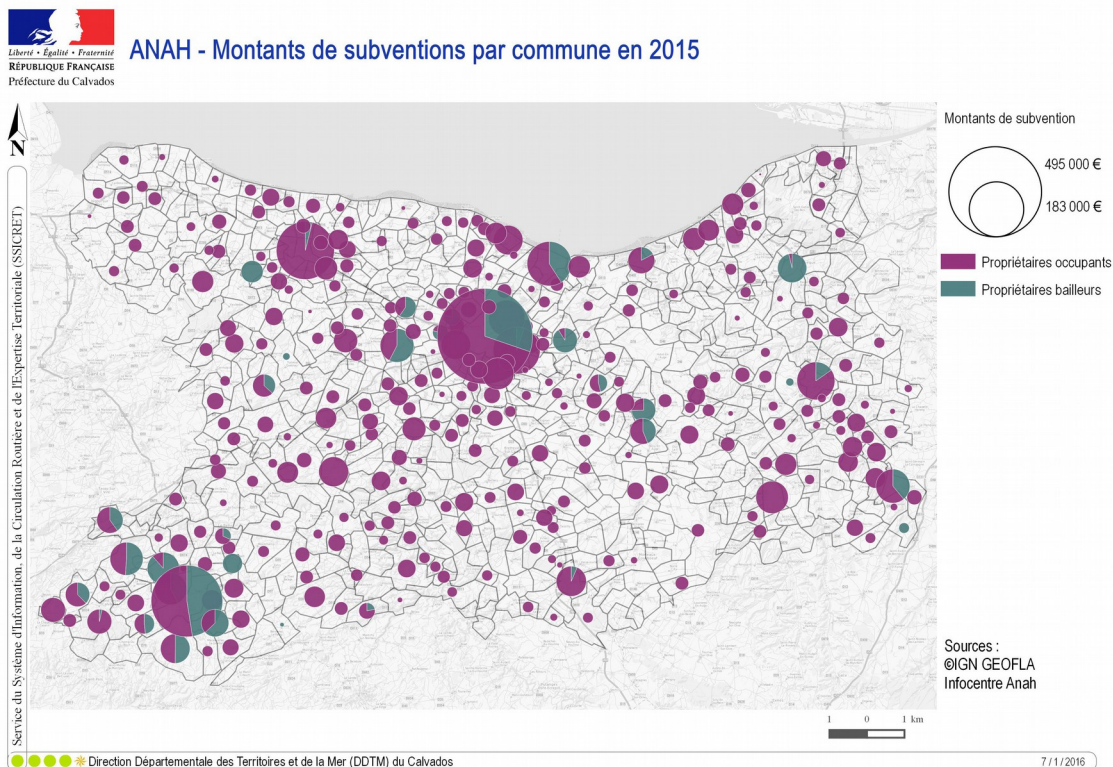 Liberté • Égalité • Fraternité
RÉPUBLIQUE FRANÇAISE
Préfecture du Calvados
ANAH - Montants de subventions par commune en 2015
N
Service du Système d'Information, de la Circulation Routière et de l'Expertise Territoriale (SSICRET)
Montants de subvention
495 000 €
183 000 €
Propriétaires occupants
Propriétaires bailleurs
Sources :
©IGN GEOFLA
Infocentre Anah
1 0 1 km
Direction Départementale des Territoires et de la Mer (DDTM) du Calvados
7 / 1 / 2016